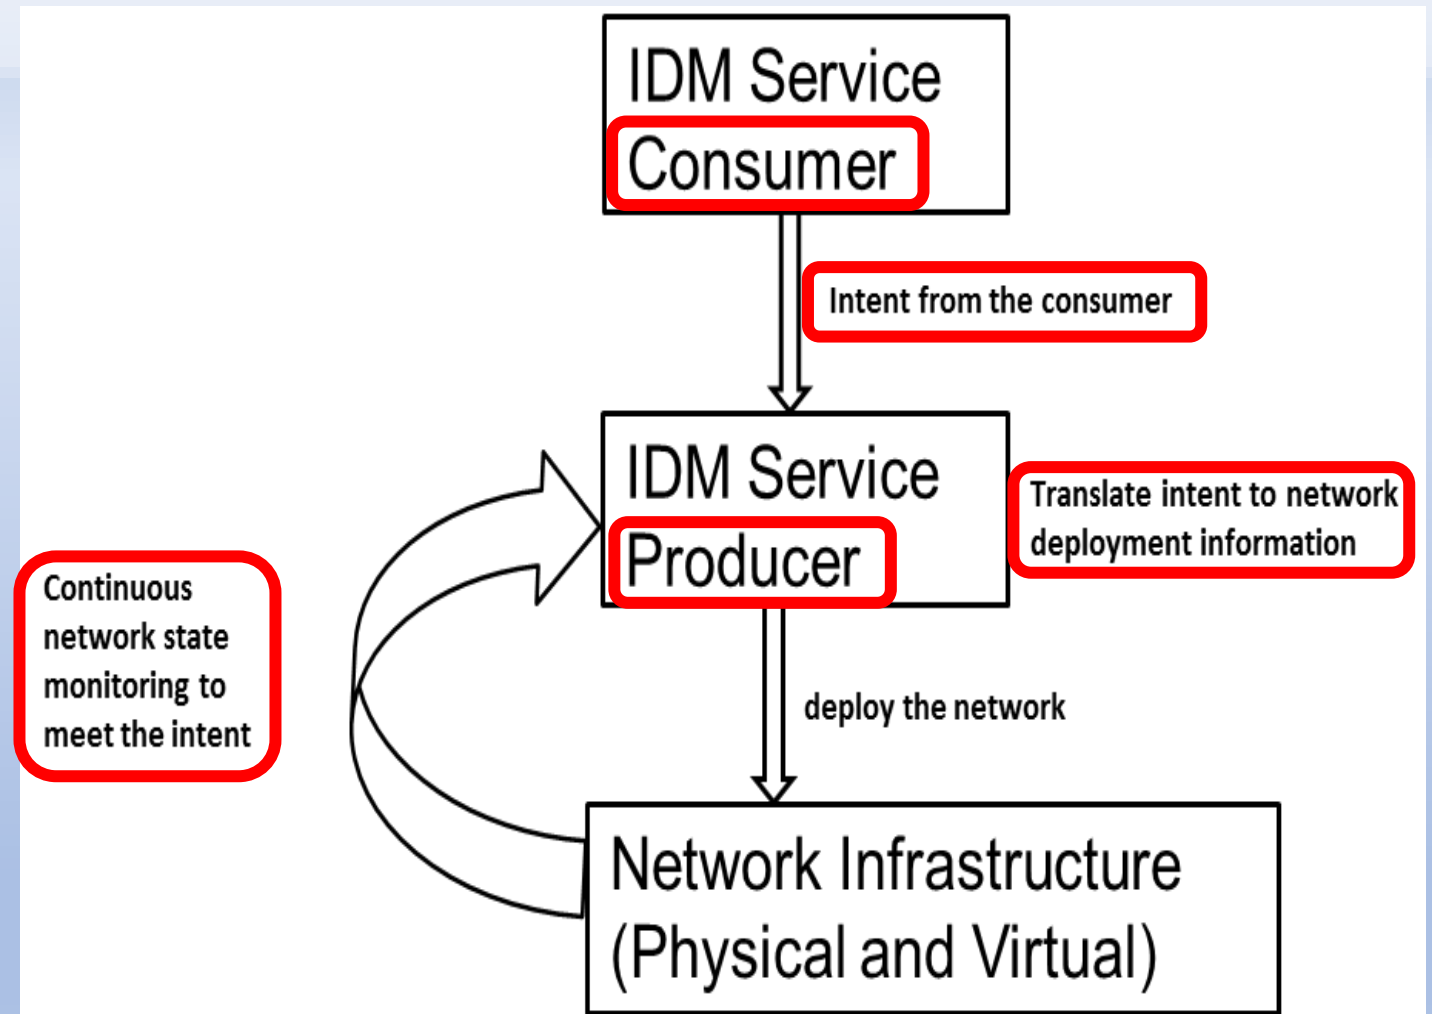 IDM Service
Consumer
Intent from the consumer
IDM Service
Producer
Translate intent to network
deployment information
Continuous
network state
monitoring to
meet the intent
deploy the network
Network Infrastructure
(Physical and Virtual)